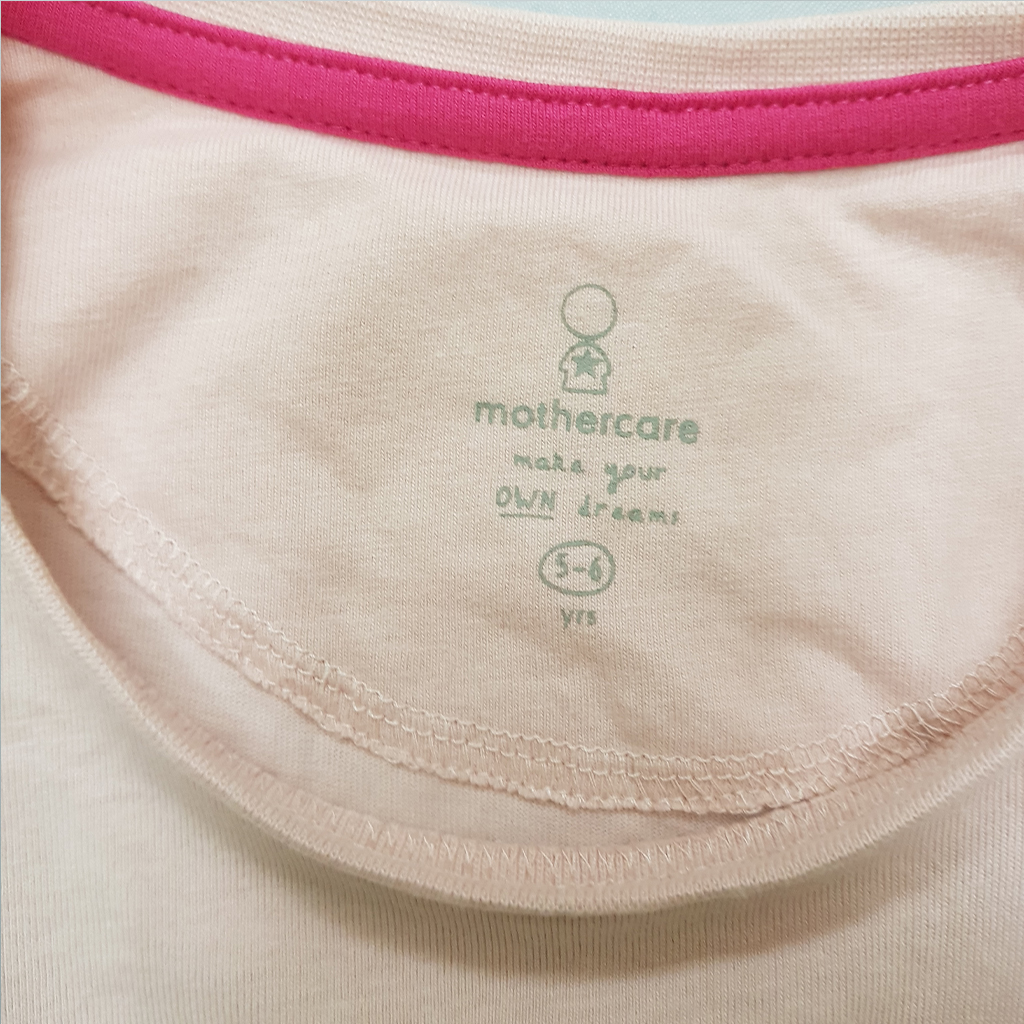 mothercare
make your
OWN dreams
5-6
yrs